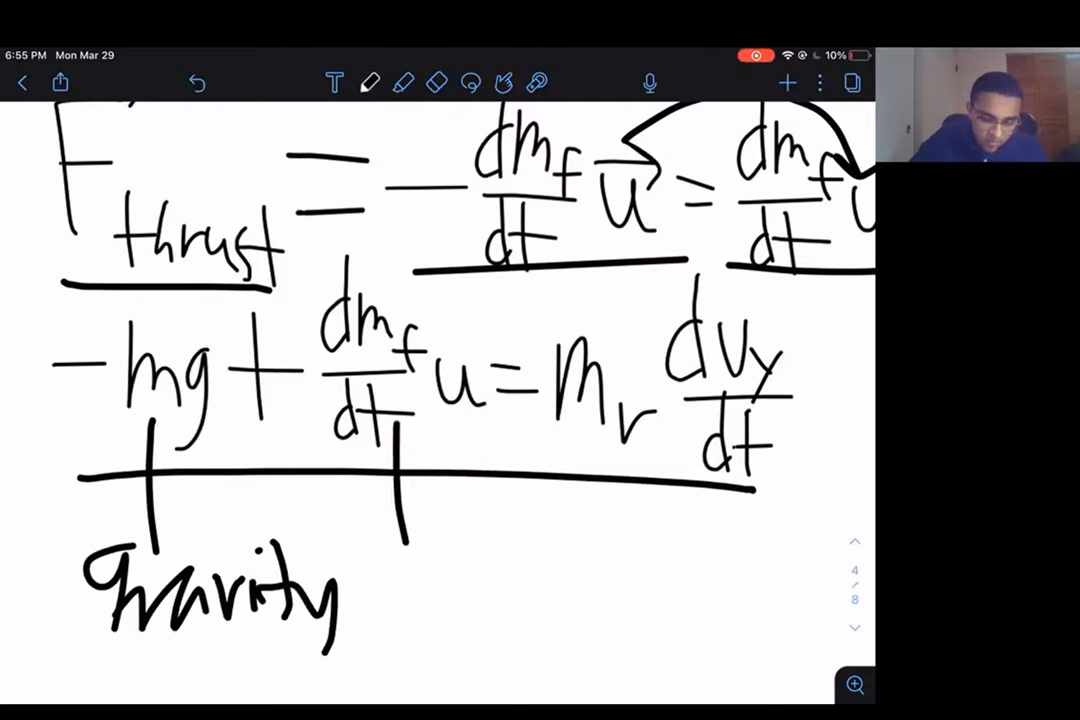 6:55 PM Mon Mar 29 10%
F thrust = - dm_f/dt u = dm_f/dt u
-mg + dm_f/dt u = m_r dv_y/dt
gravity
4
/
8